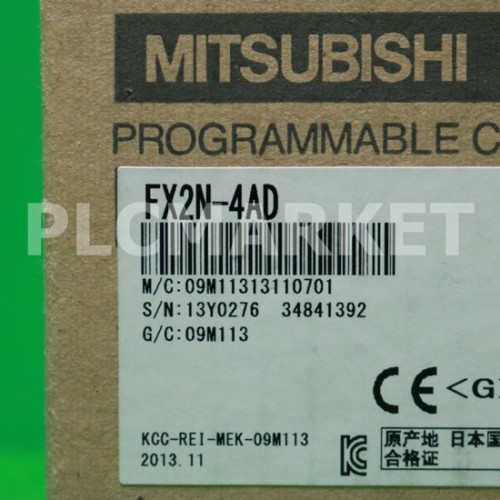 MITSUBISHI
PROGRAMMABLE C
FX2N-4AD
PLCMARKET
M/C:09M11313110701
S/N:13Y0276 34841392
G/C:09M113
CE <G
KCC-REI-MEK-09M113
2013.11
原产地 日本国
合格证